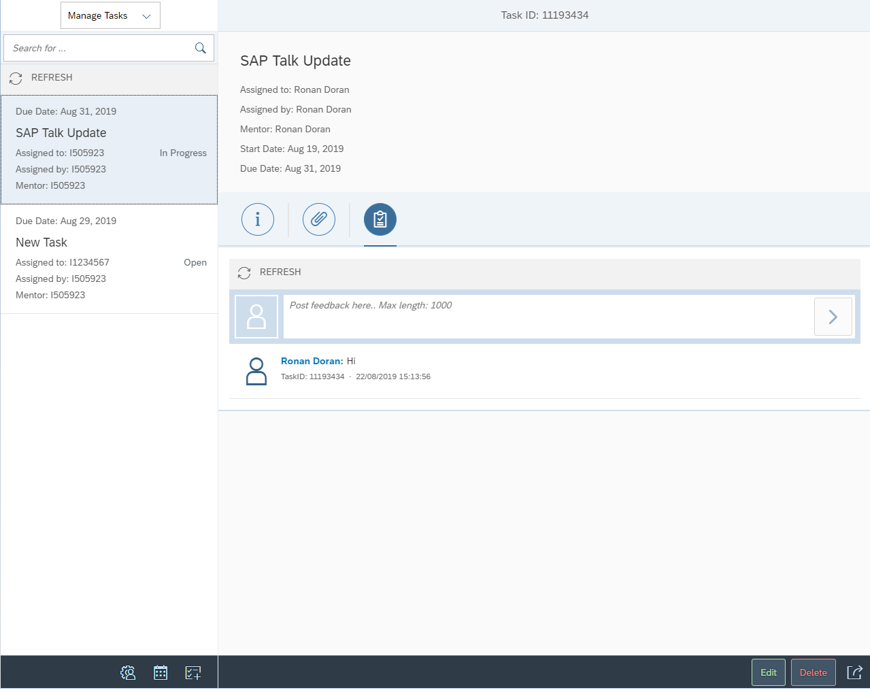 Manage Tasks
Search for ...
REFRESH
Due Date: Aug 31, 2019
SAP Talk Update
Assigned to: I505923 In Progress
Assigned by: I505923
Mentor: I505923
Due Date: Aug 29, 2019
New Task
Assigned to: I1234567 Open
Assigned by: I505923
Mentor: I505923
Task ID: 11193434
SAP Talk Update
Assigned to: Ronan Doran
Assigned by: Ronan Doran
Mentor: Ronan Doran
Start Date: Aug 19, 2019
Due Date: Aug 31, 2019
REFRESH
Post feedback here.. Max length: 1000
Ronan Doran: Hi
TaskID: 11193434 · 22/08/2019 15:13:56
Edit Delete